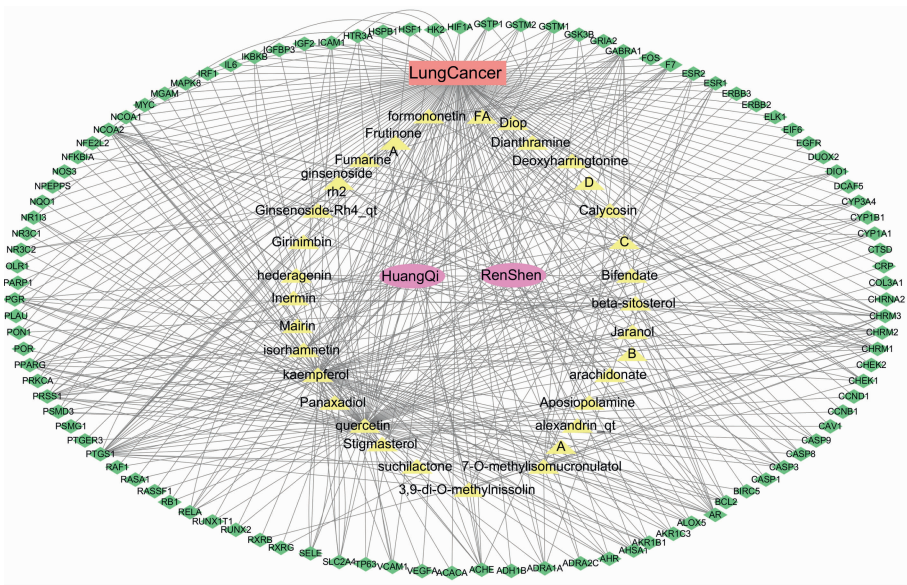 LungCancer
HuangQi
RenShen
formononetin
FA
Diop
Dianthramine
Deoxyharringtonine
D
Calycosin
C
Bifendate
beta-sitosterol
Jaranol
B
arachidonate
Aposiopolamine
alexandrin_qt
A
7-O-methylisomucronulatol
3,9-di-O-methylnissolin
suchilactone
Stigmasterol
quercetin
Panaxadiol
kaempferol
isorhamnetin
Mairin
Inermin
hederagenin
Girinimbin
Ginsenoside-Rh4_qt
ginsenoside
rh2
Fumarine
Frutinone
A
HIF1A
GSTP1
GSTM2
GSTM1
GSK3B
GRIA2
GABRA1
FOS
F7
ESR2
ESR1
ERBB3
ERBB2
ELK1
EIF6
EGFR
DUOX2
DIO1
DCAF5
CYP3A4
CYP1B1
CYP1A1
CTSD
CRP
COL3A1
CHRNA2
CHRM3
CHRM2
CHRM1
CHEK2
CHEK1
CCND1
CCNB1
CAV1
CASP9
CASP8
CASP3
CASP1
BIRC5
BCL2
AR
ALOX5
AKR1C3
AKR1B1
AHSA1
AHR
ADRA2C
ADRA1A
ADH1B
ACHE
ACACA
VEGFA
VCAM1
TP63
SLC2A4
SELE
RXRG
RXRB
RUNX2
RUNX1T1
RELA
RB1
RASSF1
RASA1
RAF1
PTGS1
PTGER3
PSMG1
PSMD3
PRSS1
PRKCA
PPARG
POR
PON1
PLAU
PGR
PARP1
OLR1
NR3C2
NR3C1
NR1I3
NQO1
NPEPPS
NOS3
NFKBIA
NFE2L2
NCOA2
NCOA1
MYC
MGAM
MAPK8
IRF1
IL6
IKBKB
IGFBP3
IGF2
ICAM1
HTR3A
HSPB1
HSF1
HK2